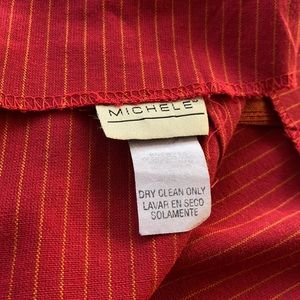 MICHELE
DRY CLEAN ONLY
LAVAR EN SECO
SOLAMENTE